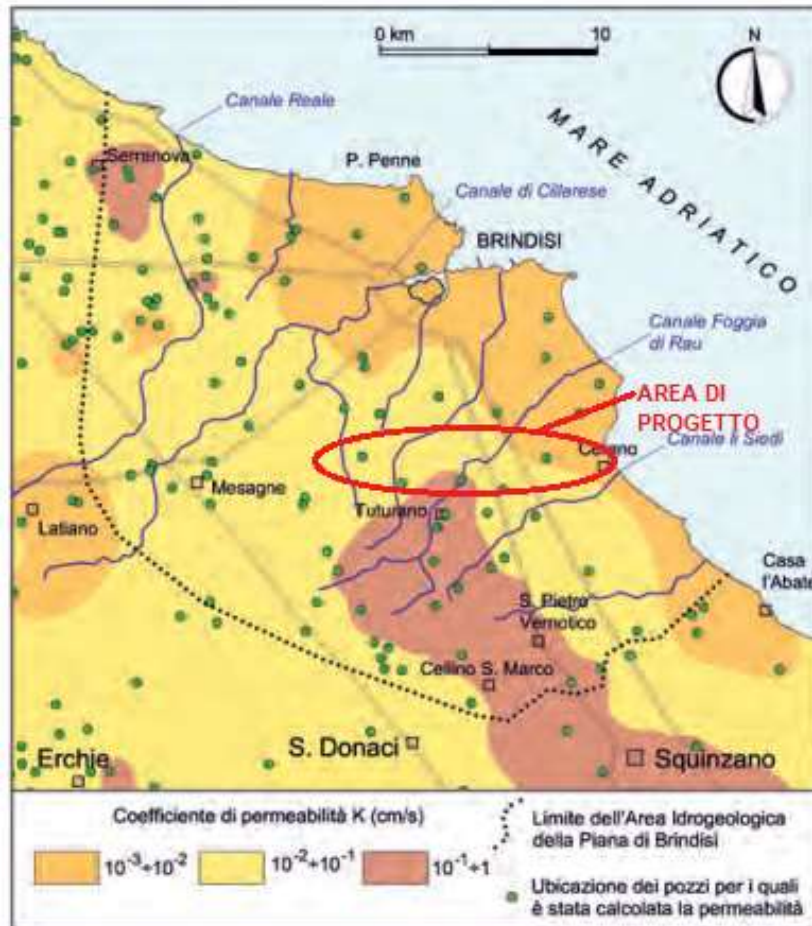 0 km 10
N
MARE ADRIATICO
Canale Reale
Serranova
P. Penne
Canale di Cillarese
BRINDISI
Canale Foggia
di Rau
AREA DI
PROGETTO
Canale li Siedi
Cerano
Mesagne
Latiano
Tuturano
Casa
l'Abate
S. Pietro
Vernotico
Cellino S. Marco
S. Donaci
Erchie
Squinzano
Coefficiente di permeabilità K (cm/s)
10⁻³÷10⁻²
10⁻²÷10⁻¹
10⁻¹÷1
Limite dell'Area Idrogeologica
della Piana di Brindisi
Ubicazione dei pozzi per i quali
è stata calcolata la permeabilità